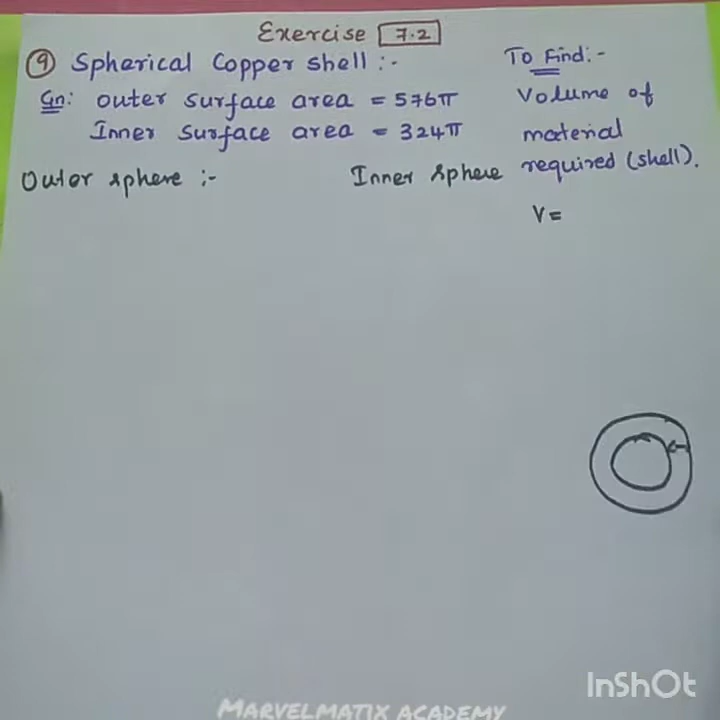 Exercise 7.2
9 Spherical Copper shell :-
Gn: outer surface area = 576π
Inner surface area = 324π
To Find:-
Volume of
material
required (shell).
V=
Outer sphere :-
Inner sphere
InShOt
MARVELMATIX ACADEMY